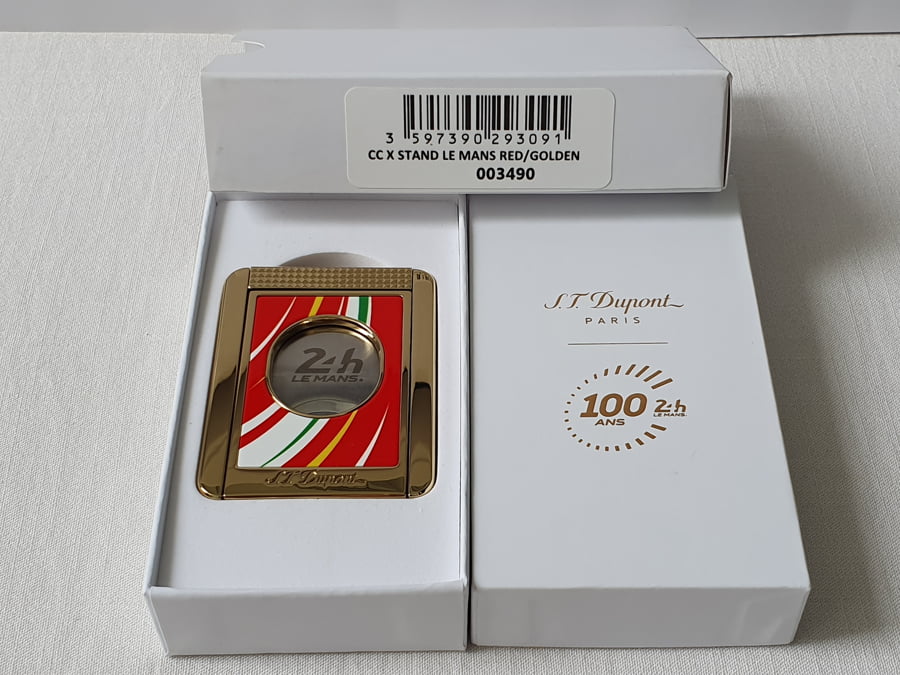 3 597390 293091
CC X STAND LE MANS RED/GOLDEN
003490
24h
LE MANS.
S.T. Dupont
S.T. Dupont
PARIS
100
ANS
24h
LE MANS.